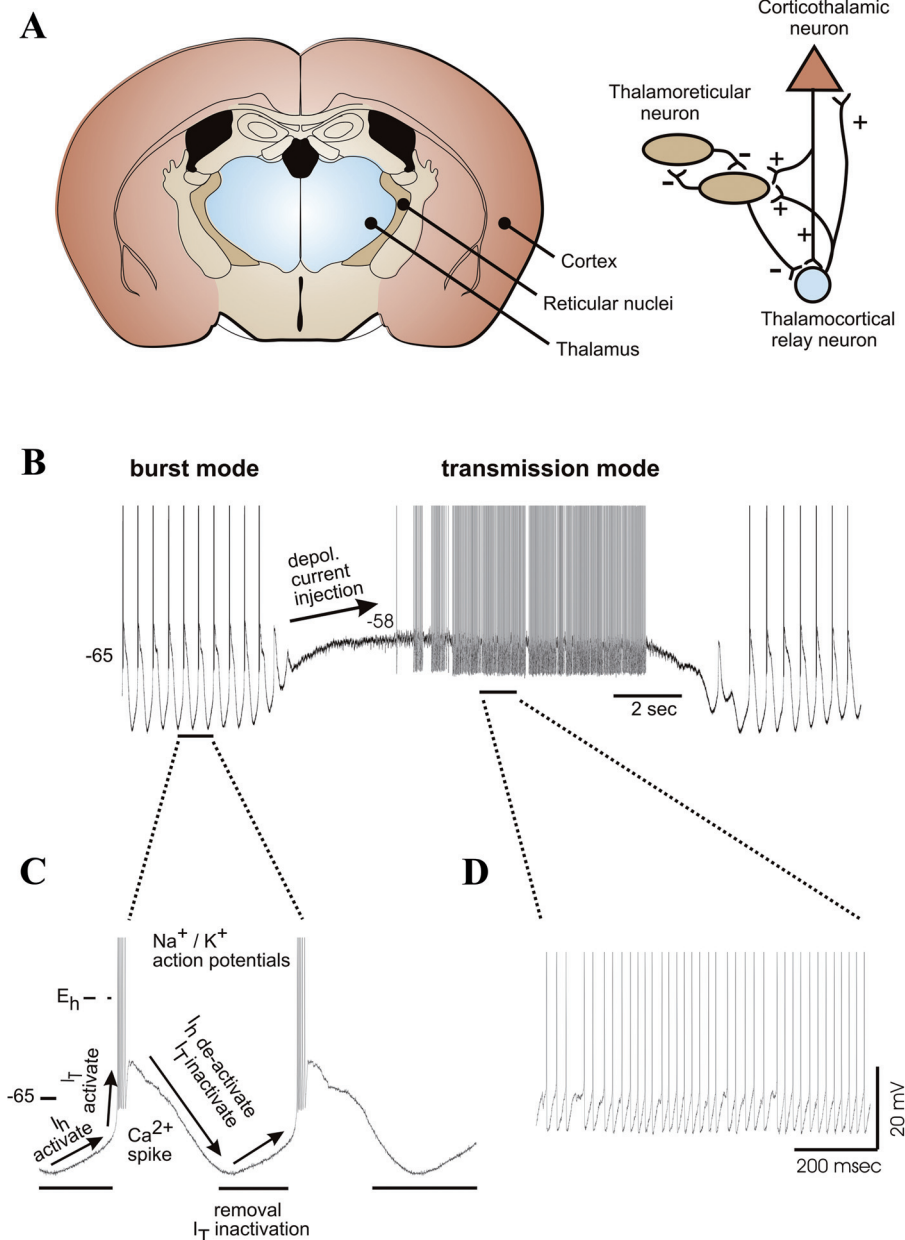 A
Corticothalamic
neuron
Thalamoreticular
neuron
+
-
+
-
+
+
-
Cortex
Reticular nuclei
Thalamus
Thalamocortical
relay neuron
B
burst mode
transmission mode
depol.
current
injection
-58
-65
2 sec
C
D
Na+ / K+
action potentials
Eh
IT
activate
Ih de-activate
IT inactivate
-65
Ih
activate
Ca2+
spike
20 mV
200 msec
removal
IT inactivation